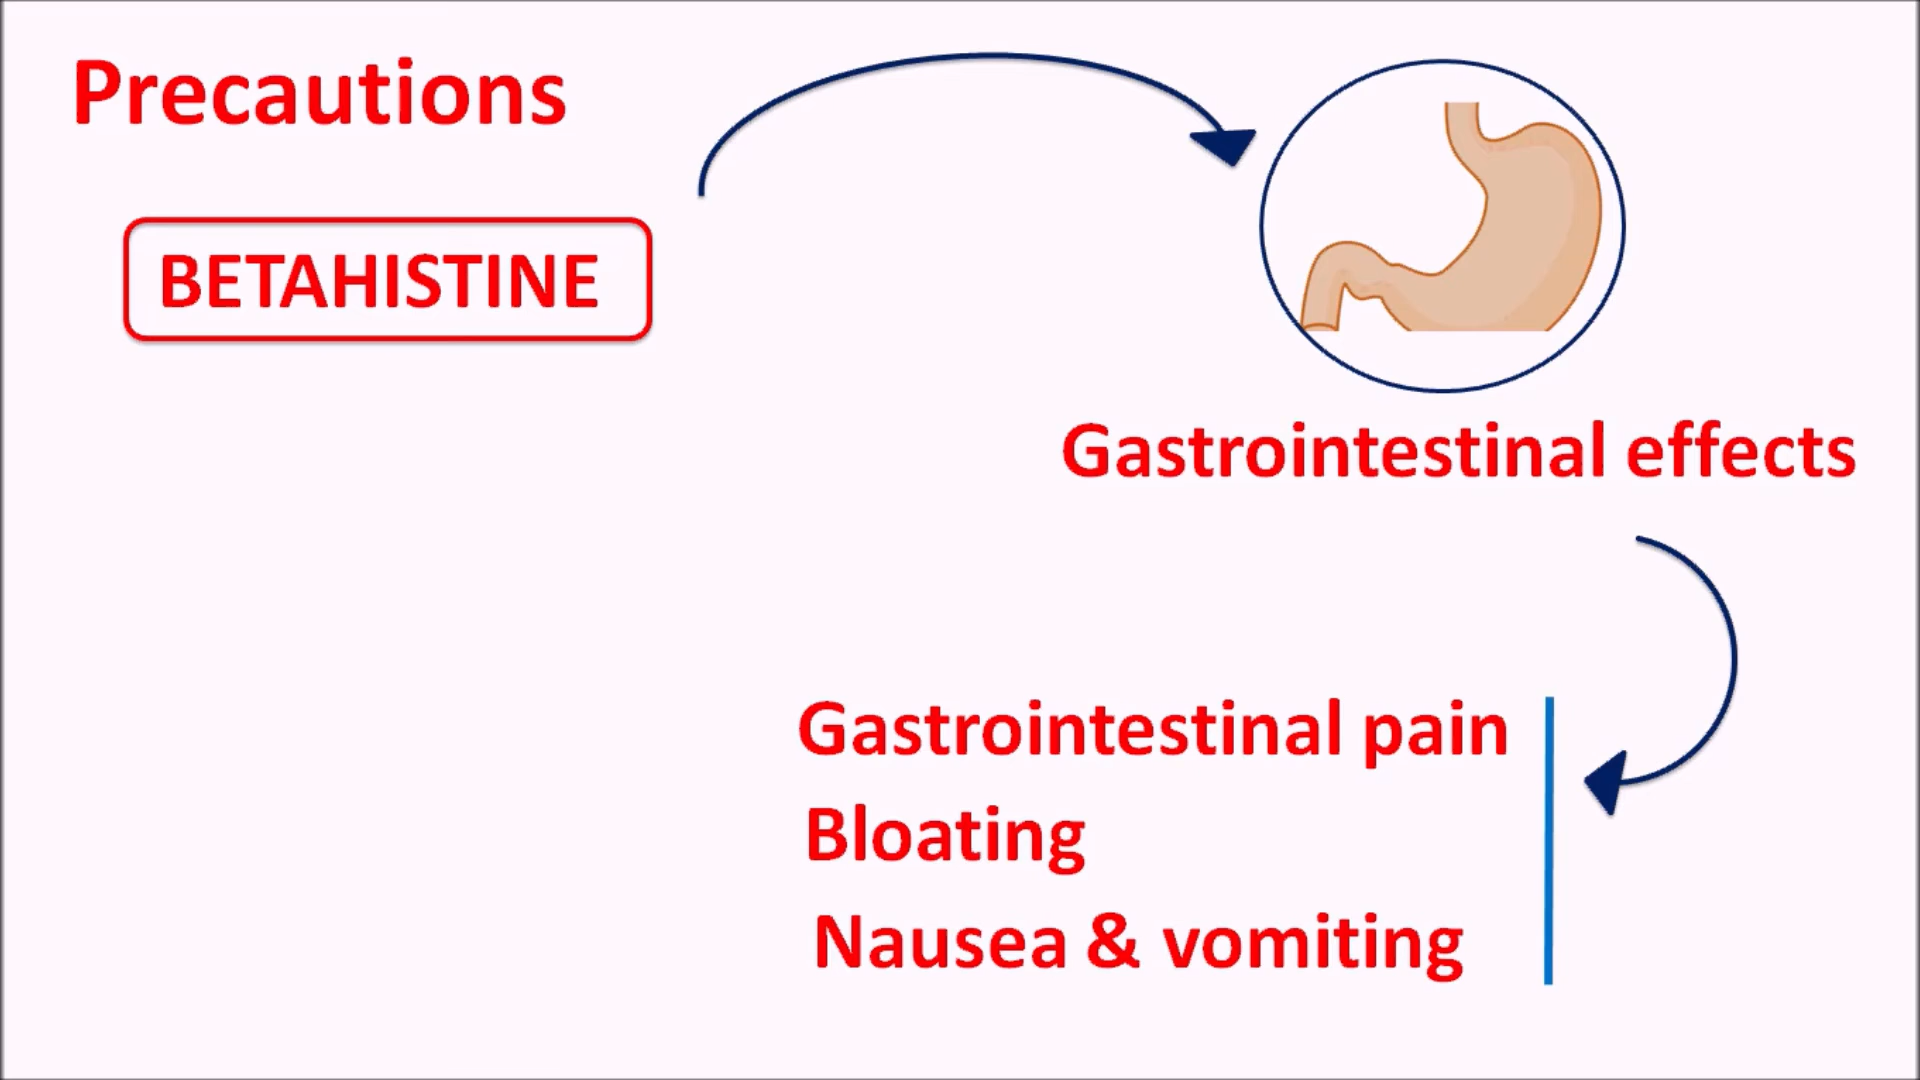 Precautions
BETAHISTINE
Gastrointestinal effects
Gastrointestinal pain
Bloating
Nausea & vomiting